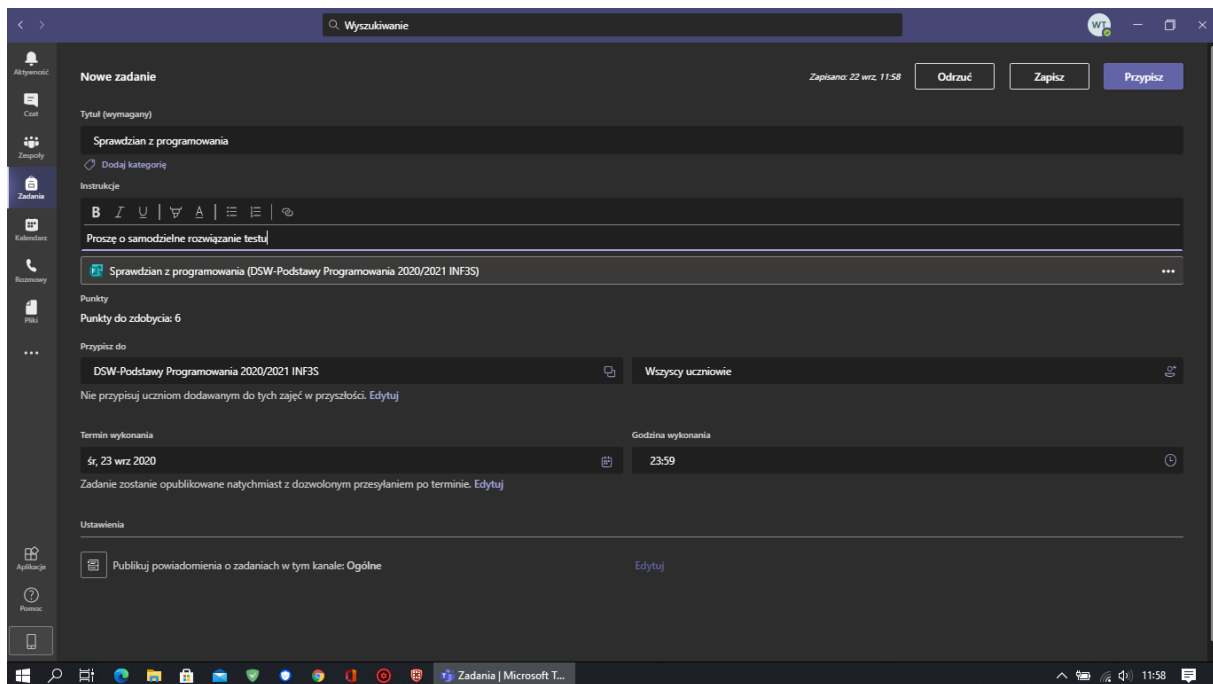 Wyszukiwanie
WT
Aktywność
Czat
Zespoły
Zadania
Kalendarz
Rozmowy
Pliki
Aplikacje
Pomoc
Nowe zadanie
Zapisano: 22 wrz, 11:58
Odrzuć
Zapisz
Przypisz
Tytuł (wymagany)
Sprawdzian z programowania
Dodaj kategorię
Instrukcje
B I U A
Proszę o samodzielne rozwiązanie testu
Sprawdzian z programowania (DSW-Podstawy Programowania 2020/2021 INF3S)
Punkty
Punkty do zdobycia: 6
Przypisz do
DSW-Podstawy Programowania 2020/2021 INF3S
Wszyscy uczniowie
Nie przypisuj uczniom dodawanym do tych zajęć w przyszłości. Edytuj
Termin wykonania
Godzina wykonania
śr, 23 wrz 2020
23:59
Zadanie zostanie opublikowane natychmiast z dozwolonym przesyłaniem po terminie. Edytuj
Ustawienia
Publikuj powiadomienia o zadaniach w tym kanale: Ogólne
Edytuj
Zadania | Microsoft T...
11:58